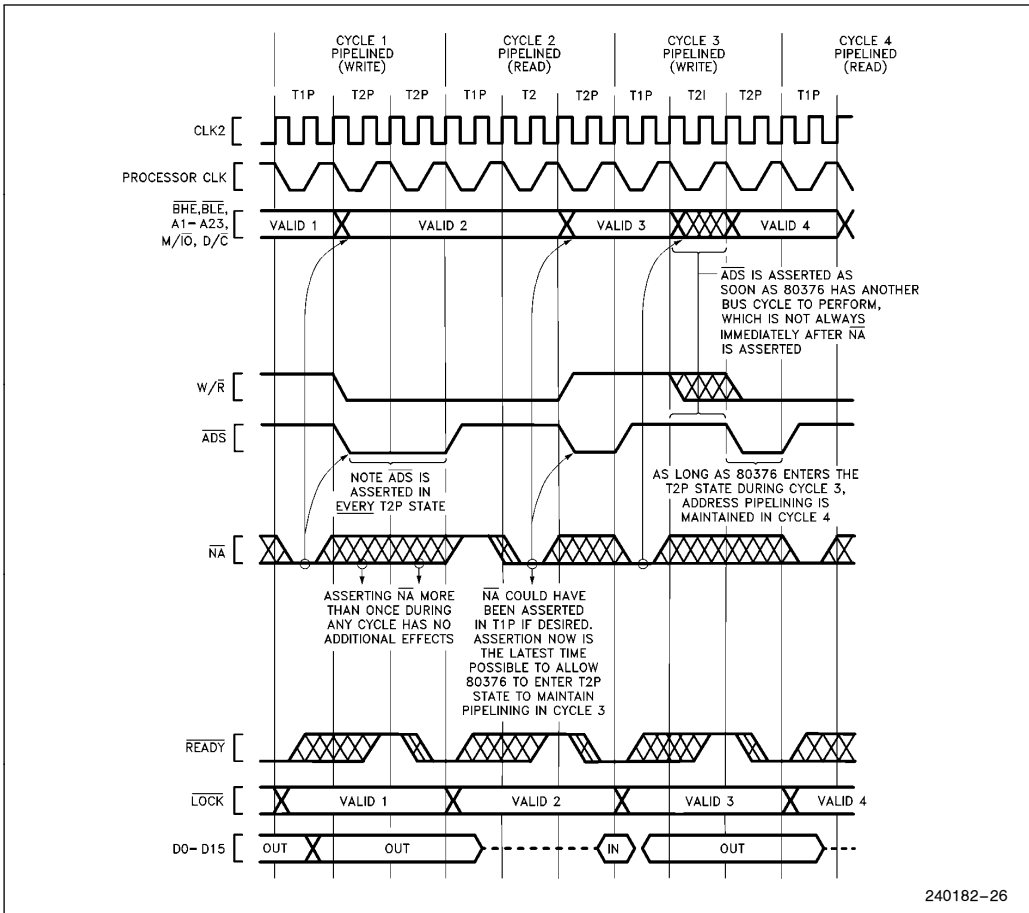 CYCLE 1 CYCLE 2 CYCLE 3 CYCLE 4
PIPELINED PIPELINED PIPELINED PIPELINED
(WRITE) (READ) (WRITE) (READ)
T1P T2P T2P T1P T2 T2P T1P T2I T2P T1P
CLK2
PROCESSOR CLK
BHE,BLE,
A1–A23,
M/IO, D/C
VALID 1 VALID 2 VALID 3 VALID 4
ADS IS ASSERTED AS
SOON AS 80376 HAS ANOTHER
BUS CYCLE TO PERFORM,
WHICH IS NOT ALWAYS
IMMEDIATELY AFTER NA
IS ASSERTED
W/R
ADS
NOTE ADS IS
ASSERTED IN
EVERY T2P STATE
AS LONG AS 80376 ENTERS THE
T2P STATE DURING CYCLE 3,
ADDRESS PIPELINING IS
MAINTAINED IN CYCLE 4
NA
ASSERTING NA MORE
THAN ONCE DURING
ANY CYCLE HAS NO
ADDITIONAL EFFECTS
NA COULD HAVE
BEEN ASSERTED
IN T1P IF DESIRED.
ASSERTION NOW IS
THE LATEST TIME
POSSIBLE TO ALLOW
80376 TO ENTER T2P
STATE TO MAINTAIN
PIPELINING IN CYCLE 3
READY
LOCK VALID 1 VALID 2 VALID 3 VALID 4
D0–D15 OUT OUT IN OUT
240182–26